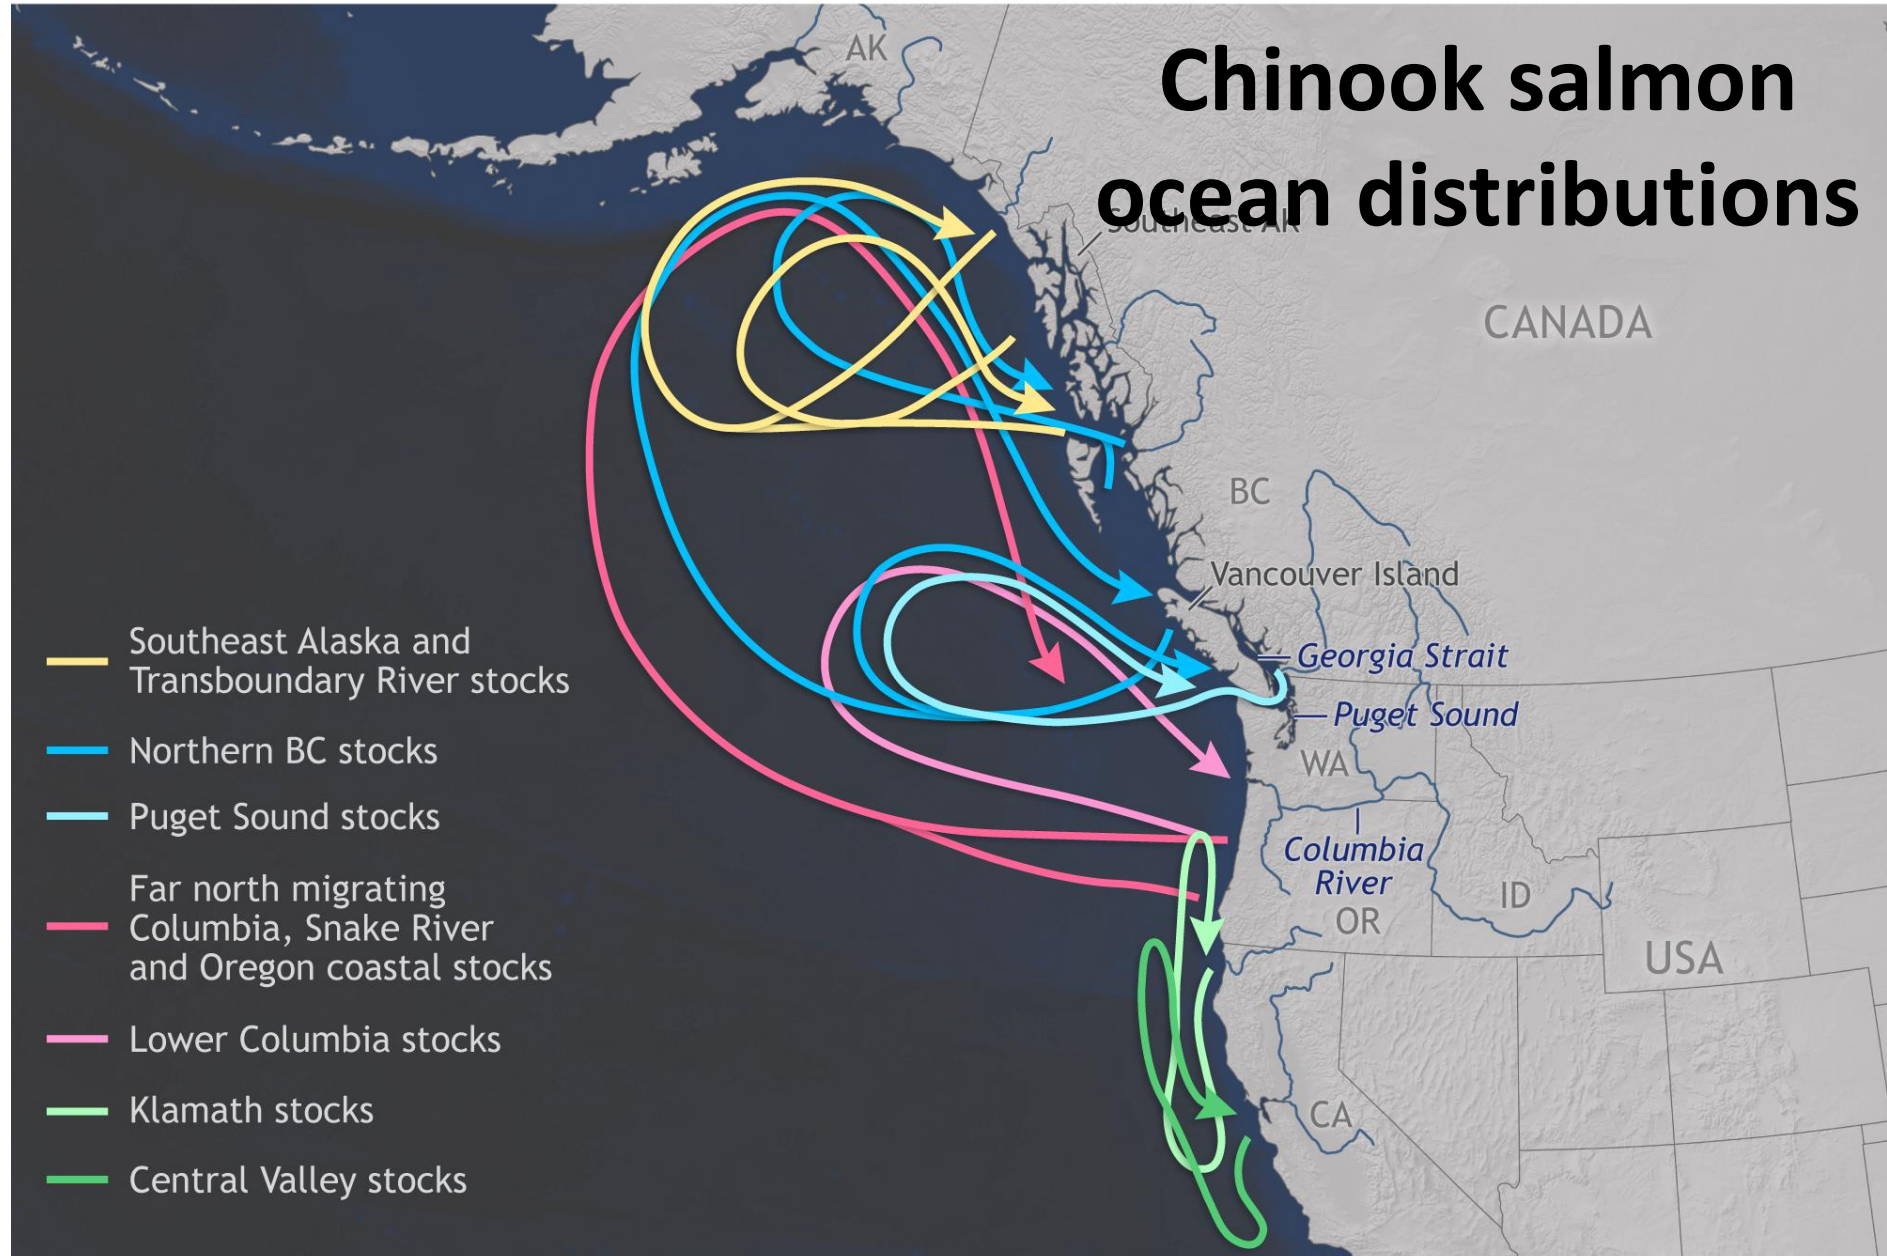 Chinook salmon
ocean distributions
AK
Southeast AK
CANADA
BC
Vancouver Island
Georgia Strait
Puget Sound
WA
Columbia
River
OR
ID
USA
CA
Southeast Alaska and
Transboundary River stocks
Northern BC stocks
Puget Sound stocks
Far north migrating
Columbia, Snake River
and Oregon coastal stocks
Lower Columbia stocks
Klamath stocks
Central Valley stocks